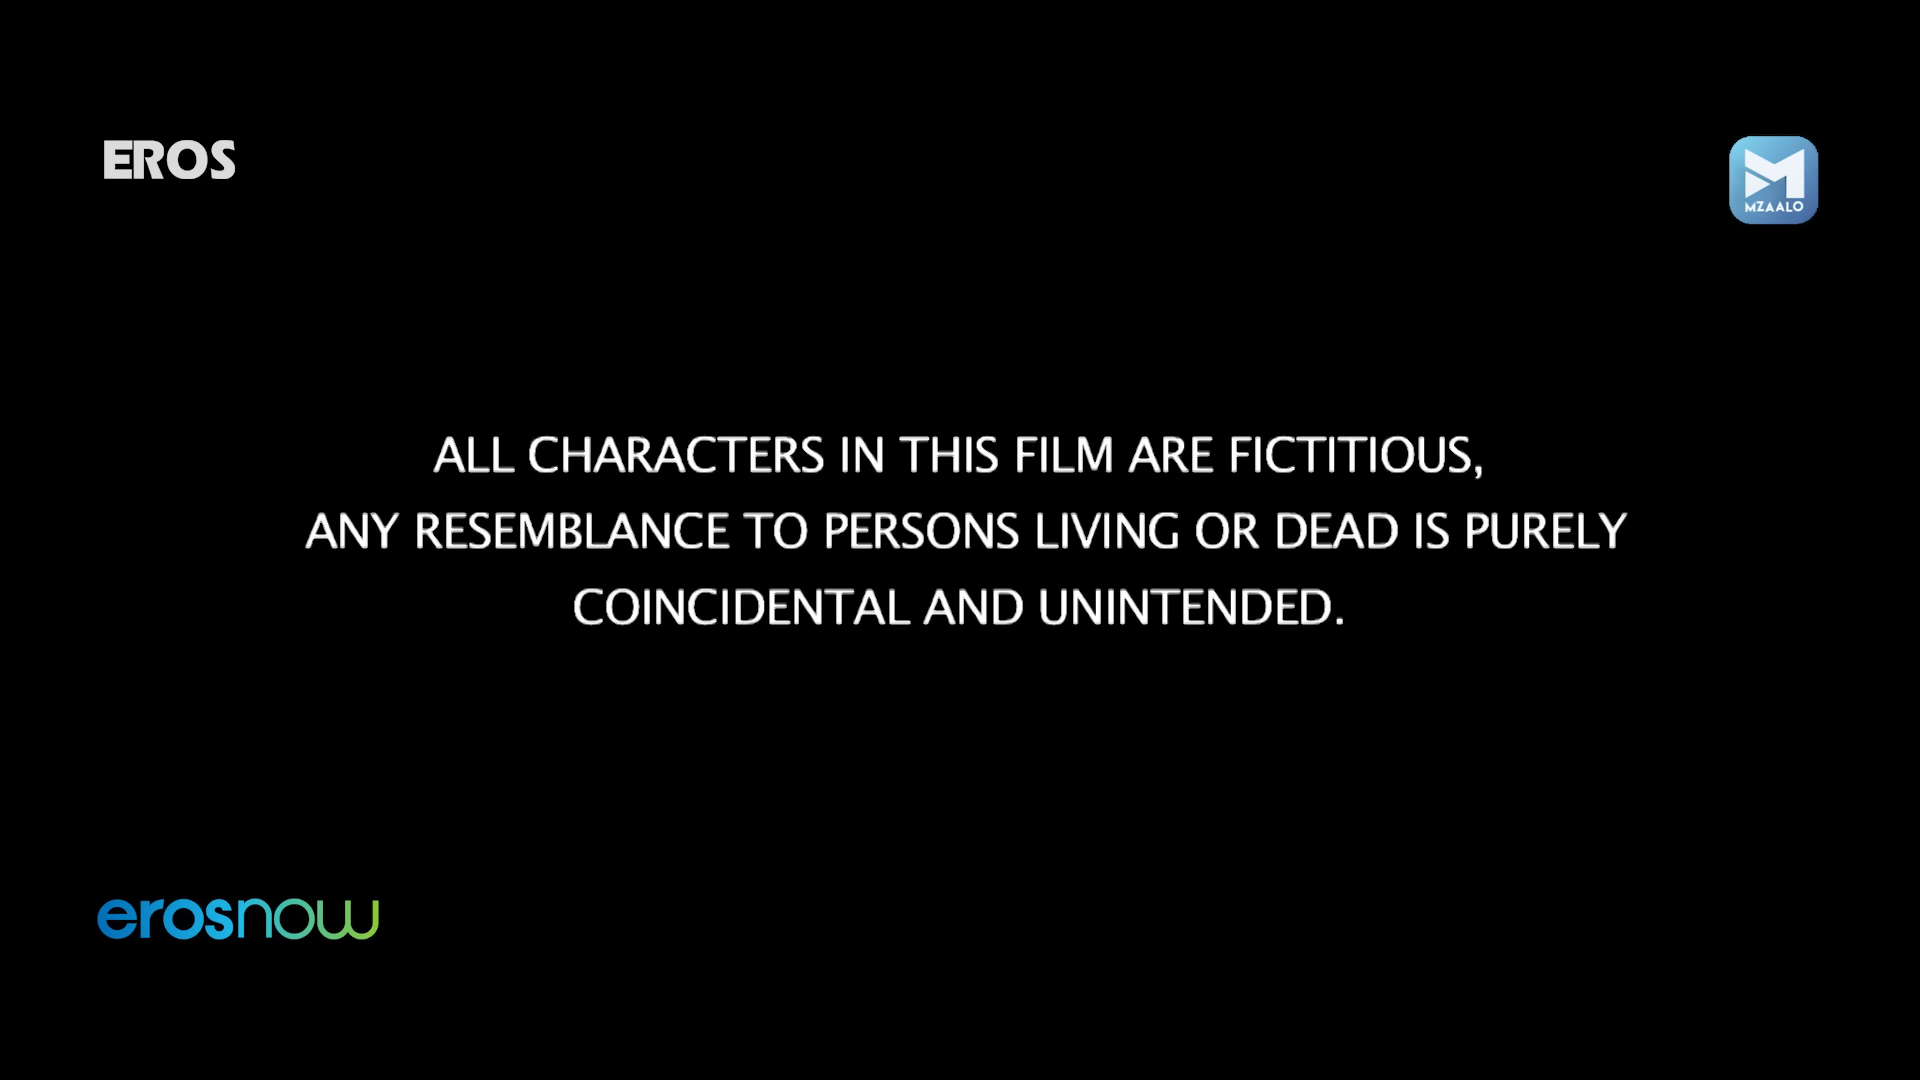 EROS
MZAALO
ALL CHARACTERS IN THIS FILM ARE FICTITIOUS,
ANY RESEMBLANCE TO PERSONS LIVING OR DEAD IS PURELY
COINCIDENTAL AND UNINTENDED.
erosnow